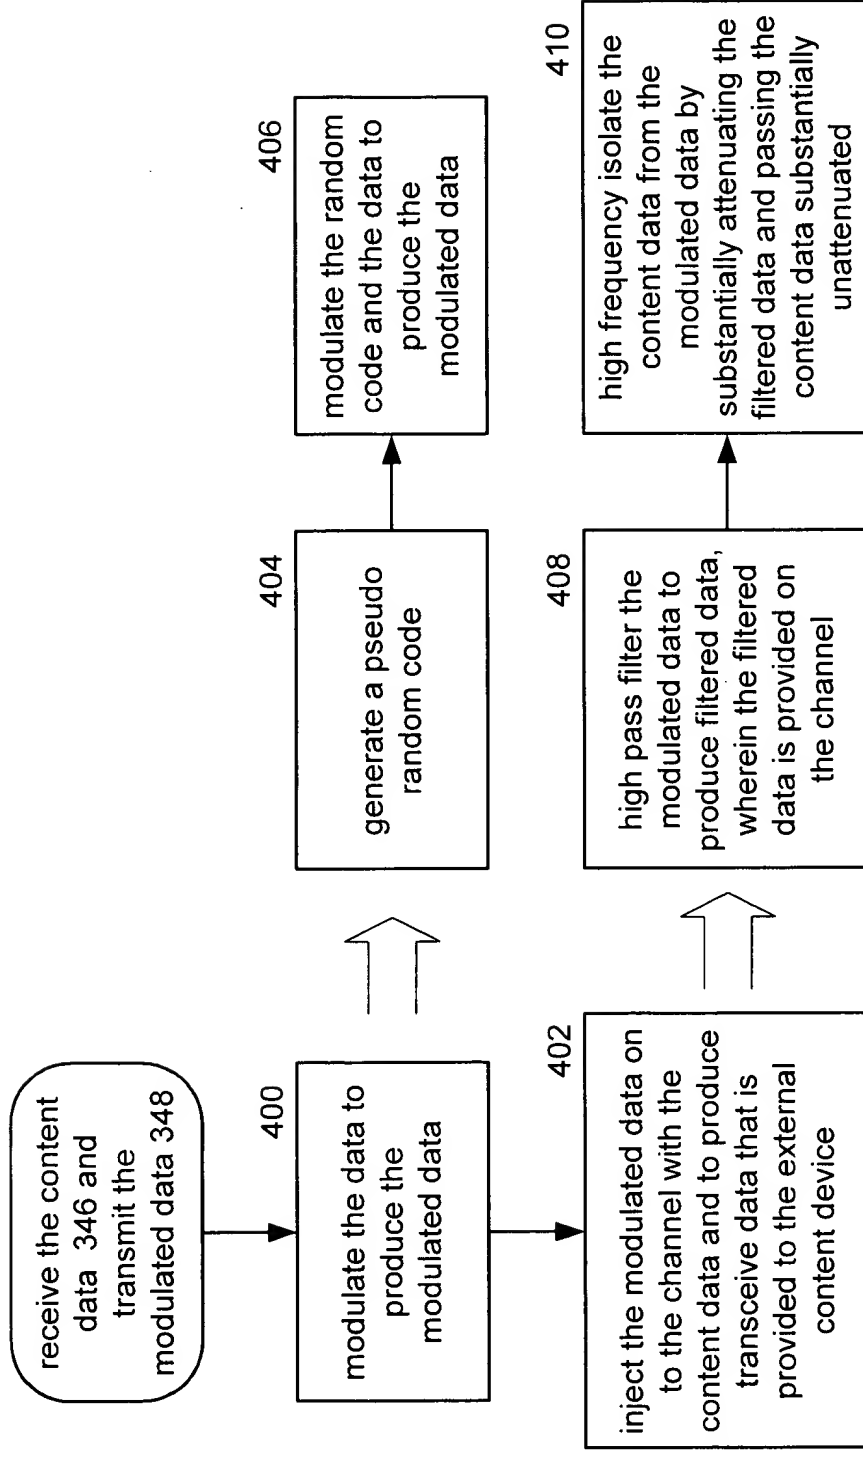 receive the content
data 346 and
transmit the
modulated data 348
400
modulate the data to
produce the
modulated data
404
generate a pseudo
random code
406
modulate the random
code and the data to
produce the
modulated data
402
inject the modulated data on
to the channel with the
content data and to produce
transceive data that is
provided to the external
content device
408
high pass filter the
modulated data to
produce filtered data,
wherein the filtered
data is provided on
the channel
410
high frequency isolate the
content data from the
modulated data by
substantially attenuating the
filtered data and passing the
content data substantially
unattenuated